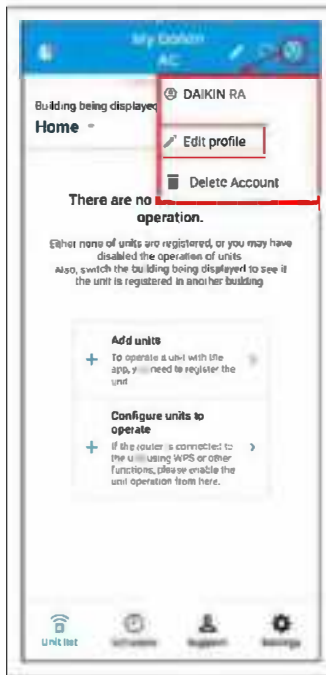 My Daikin
AC
DAIKIN RA
Building being displayed
Home
Edit profile
Delete Account
There are no
operation.
Either none of units are registered, or you may have
disabled the operation of units
Also, switch the building being displayed to see if
the unit is registered in another building
Add units
To operate a unit with the
app, you need to register the
unit
Configure units to
operate
If the router is connected to
the unit using WPS or other
functions, please enable the
unit operation from here.
Unit list
Support
Settings